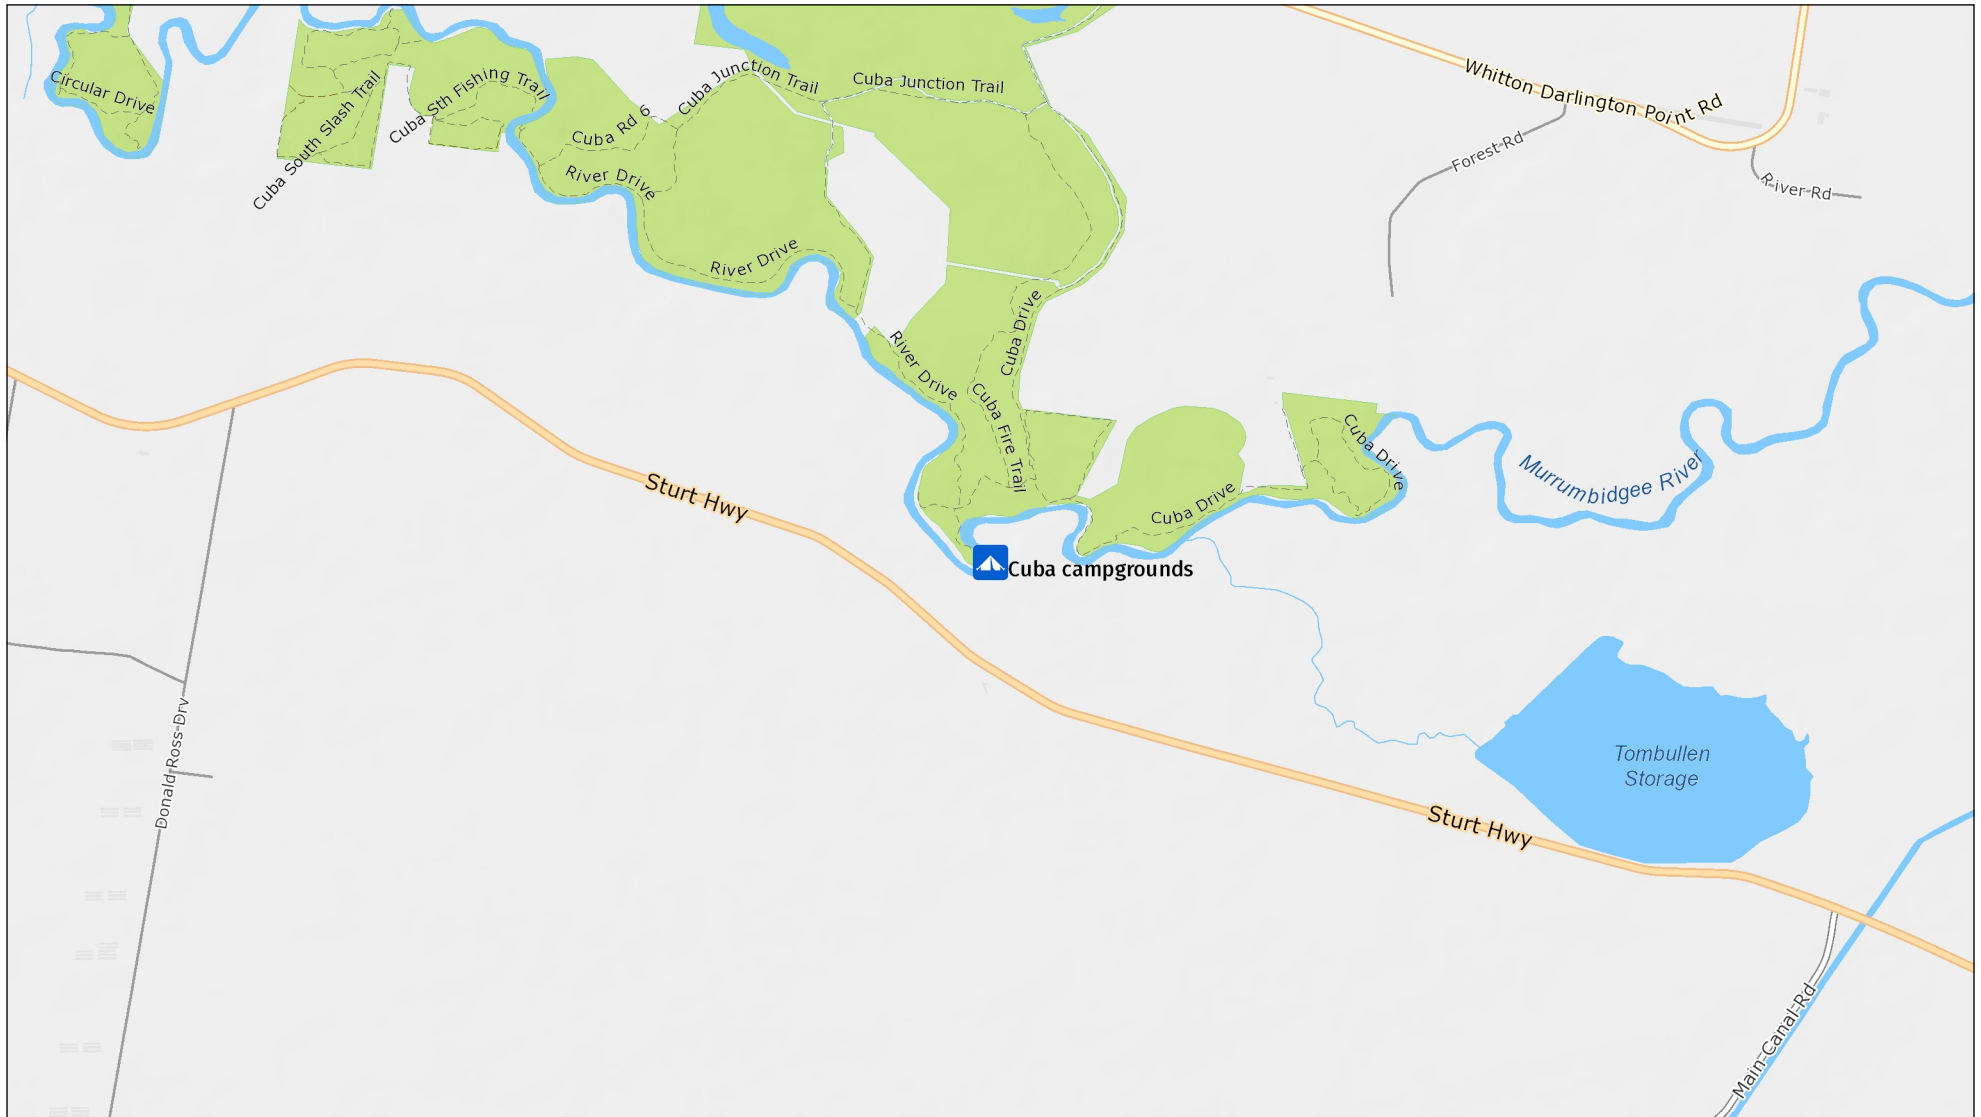 Circular Drive
Cuba South Slash Trail
Cuba Sth Fishing Trail
Cuba Rd 6
Cuba Junction Trail
Cuba Junction Trail
Whitton Darlington Point Rd
Forest Rd
River Rd
River Drive
River Drive
River Drive
Cuba Drive
Cuba Fire Trail
Cuba Drive
Cuba Drive
Murrumbidgee River
Sturt Hwy
Cuba campgrounds
Donald Ross Drv
Tombullen
Storage
Sturt Hwy
Main Canal Rd